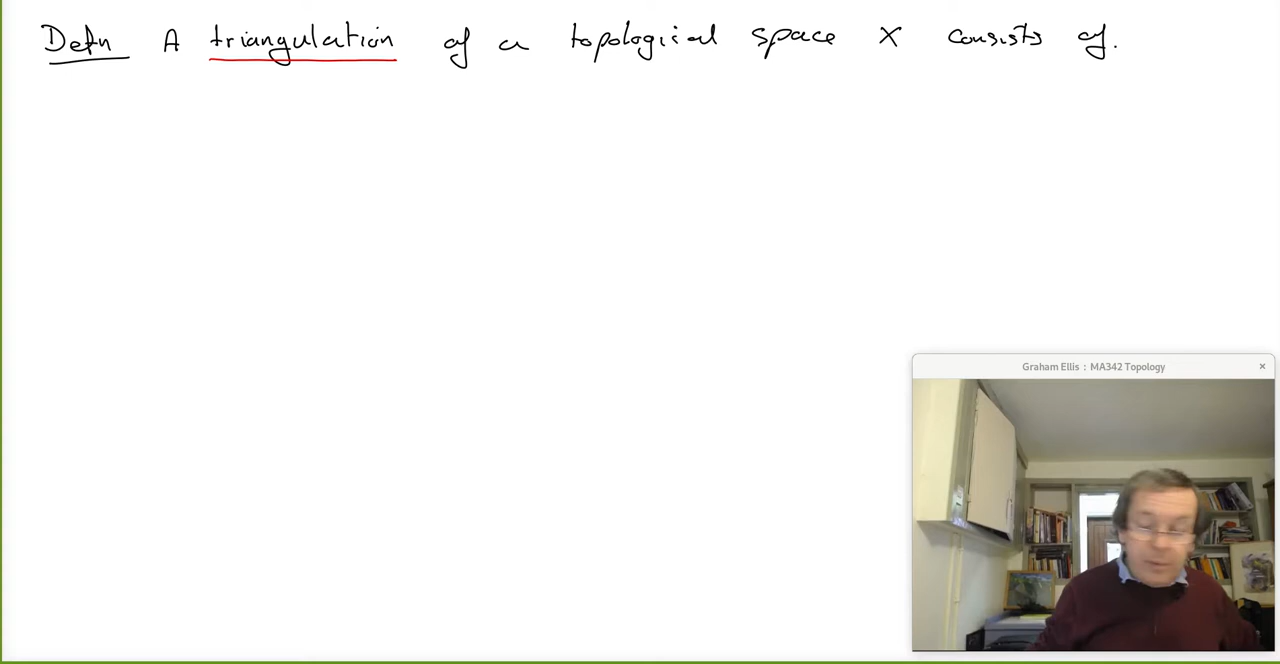 Defn A triangulation of a topological space X consists of.
Graham Ellis : MA342 Topology